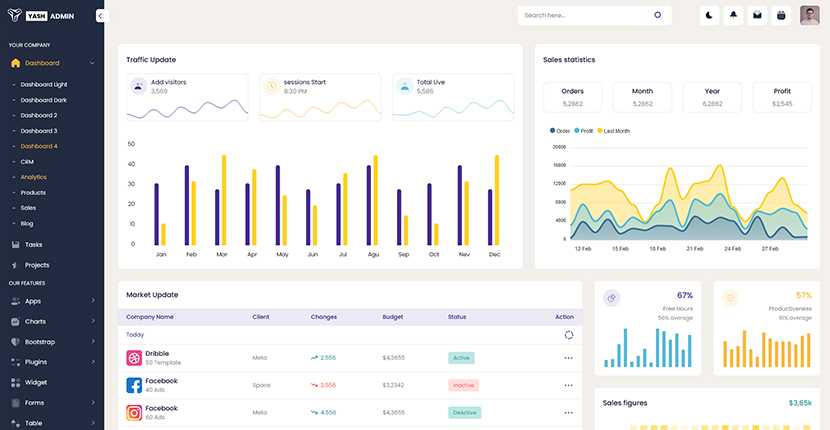 YASH ADMIN
Search here..
YOUR COMPANY
Dashboard
Dashboard Light
Dashboard Dark
Dashboard 2
Dashboard 3
Dashboard 4
CRM
Analytics
Products
Sales
Blog
Tasks
Projects
OUR FEATURES
Apps
Charts
Bootstrap
Plugins
Widget
Forms
Table
Traffic Update
Add visitors
3,569
sessions Start
8:30 PM
Total Live
5,586
50
40
30
20
10
0
Jan Feb Mar Apr May Jun Jul Agu Sep Oct Nev Dec
Sales statistics
Orders
5,2862
Month
5,2862
Year
6,2862
Profit
$2,545
Order Profit Last Month
20000
16000
12000
8000
4000
0
12 Feb 15 Feb 18 Feb 21 Feb 24 Feb 27 Feb
Market Update
Company Name Client Changes Budget Status Action
Today
Dribble
50 Template
Meta 2.556 $4,3655 Active
Facebook
40 Ads
Space 2.556 $3,2342 Inactive
Facebook
60 Ads
Meta 4.556 $4,3655 DeActive
67%
Free Hours
56% average
57%
Productiveness
61% average
Sales figures $3,85k